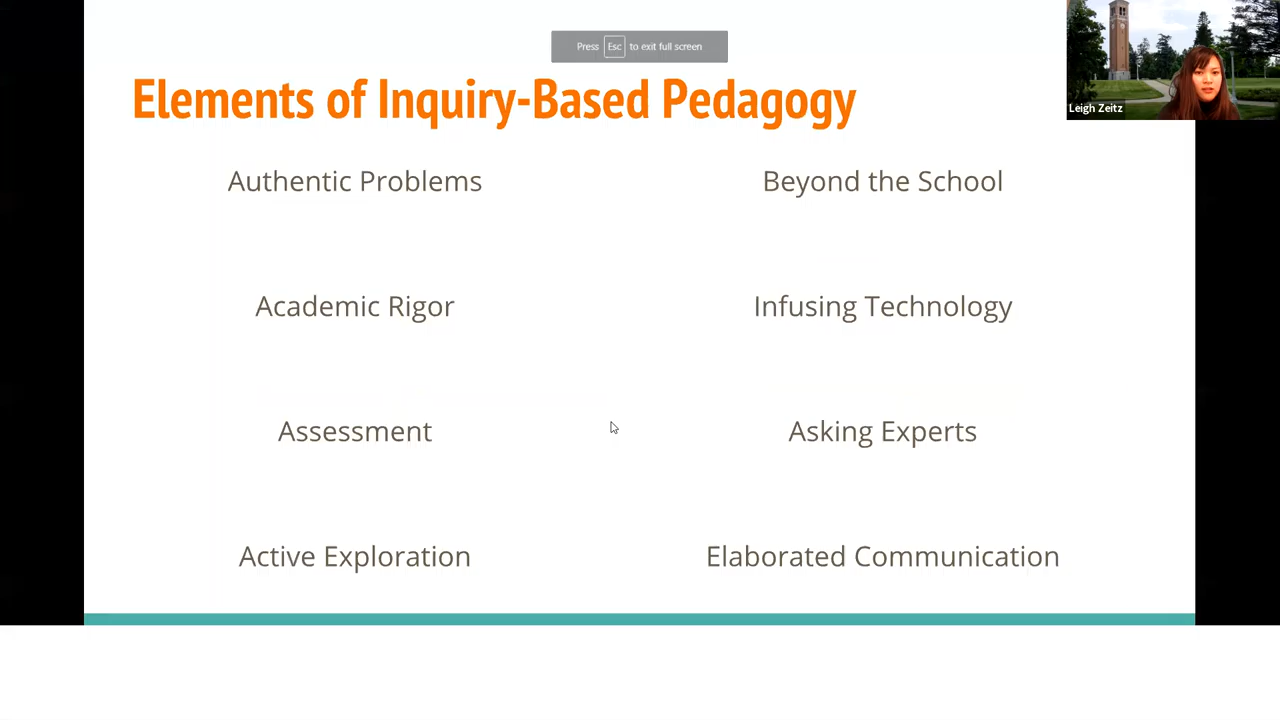 Press Esc to exit full screen
Leigh Zeitz
Elements of Inquiry-Based Pedagogy
Authentic Problems
Beyond the School
Academic Rigor
Infusing Technology
Assessment
Asking Experts
Active Exploration
Elaborated Communication